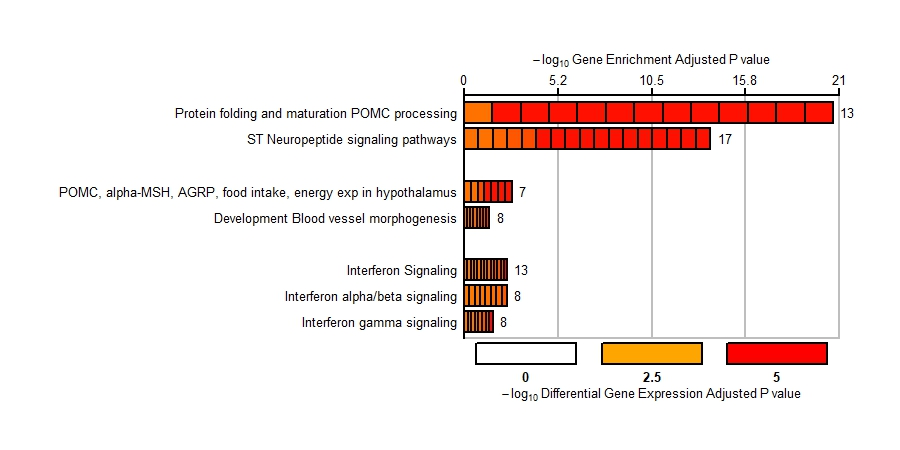 −log10 Gene Enrichment Adjusted P value
0 5.2 10.5 15.8 21
Protein folding and maturation POMC processing 13
ST Neuropeptide signaling pathways 17
POMC, alpha-MSH, AGRP, food intake, energy exp in hypothalamus 7
Development Blood vessel morphogenesis 8
Interferon Signaling 13
Interferon alpha/beta signaling 8
Interferon gamma signaling 8
0 2.5 5
−log10 Differential Gene Expression Adjusted P value